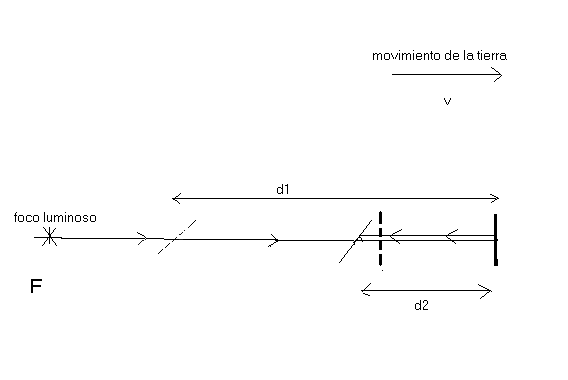 movimiento de la tierra
v
d1
foco luminoso
F
d2